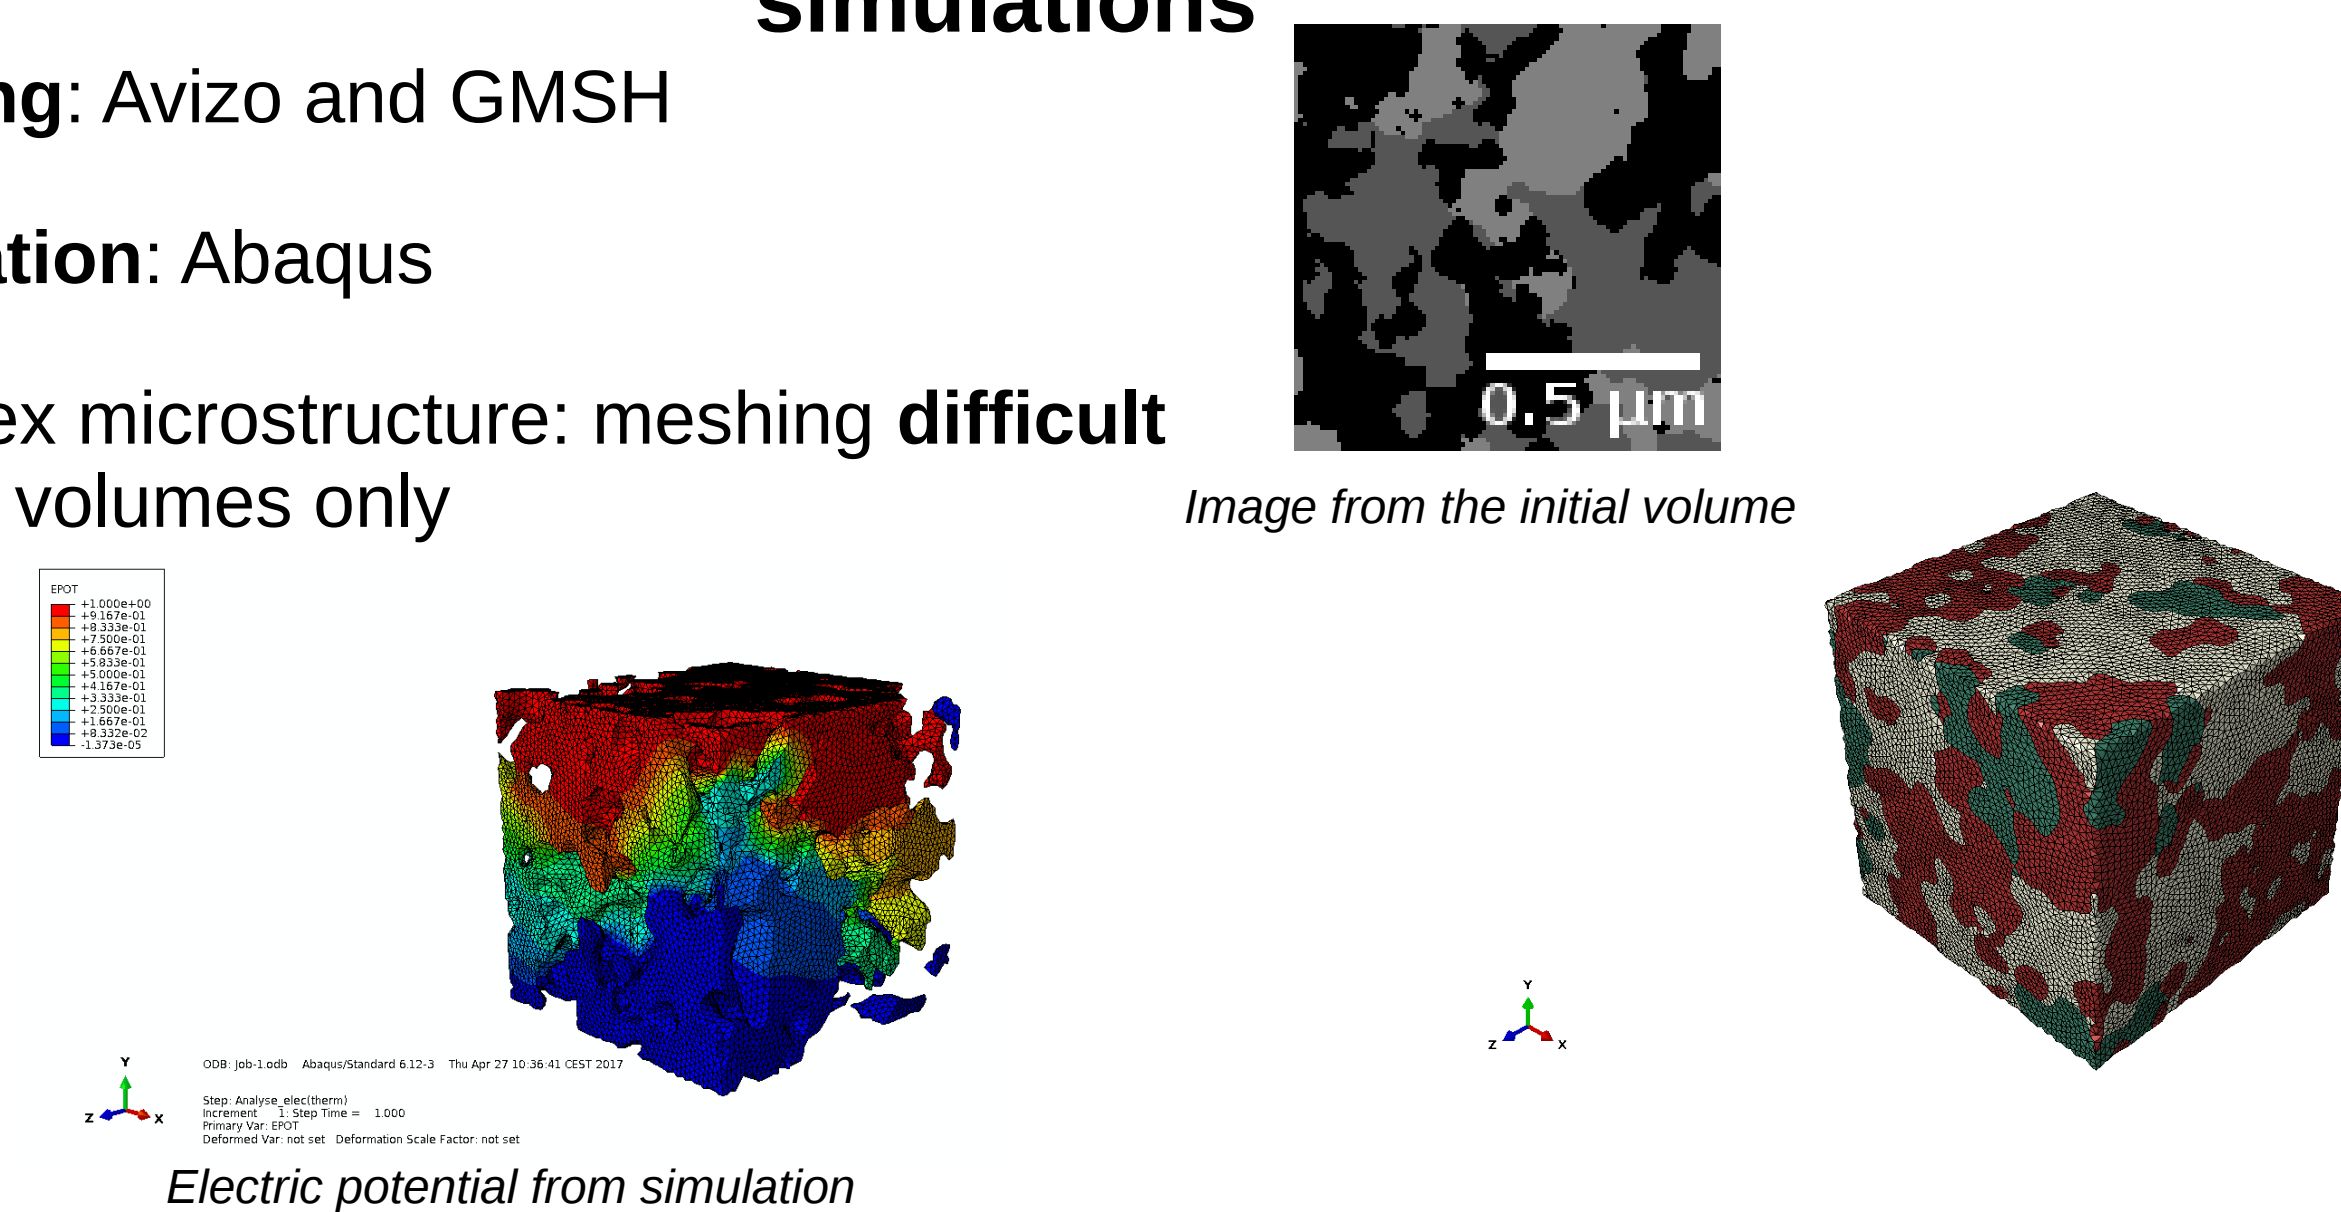 simulations
ng: Avizo and GMSH
ation: Abaqus
ex microstructure: meshing difficult
volumes only
0.5 µm
Image from the initial volume
EPOT
+1.000e+00
+9.167e-01
+8.333e-01
+7.500e-01
+6.667e-01
+5.833e-01
+5.000e-01
+4.167e-01
+3.333e-01
+2.500e-01
+1.667e-01
+8.332e-02
-1.373e-05
Y
Z X
ODB: Job-1.odb Abaqus/Standard 6.12-3 Thu Apr 27 10:36:41 CEST 2017
Step: Analyse_elec(therm)
Increment 1: Step Time = 1.000
Primary Var: EPOT
Deformed Var: not set Deformation Scale Factor: not set
Y
Z X
Electric potential from simulation